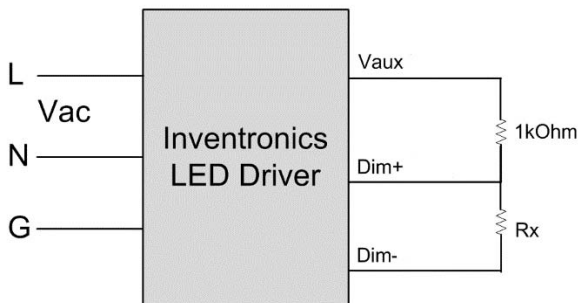 L
Vac
N
G
Inventronics
LED Driver
Vaux
Dim+
Dim-
1kOhm
Rx